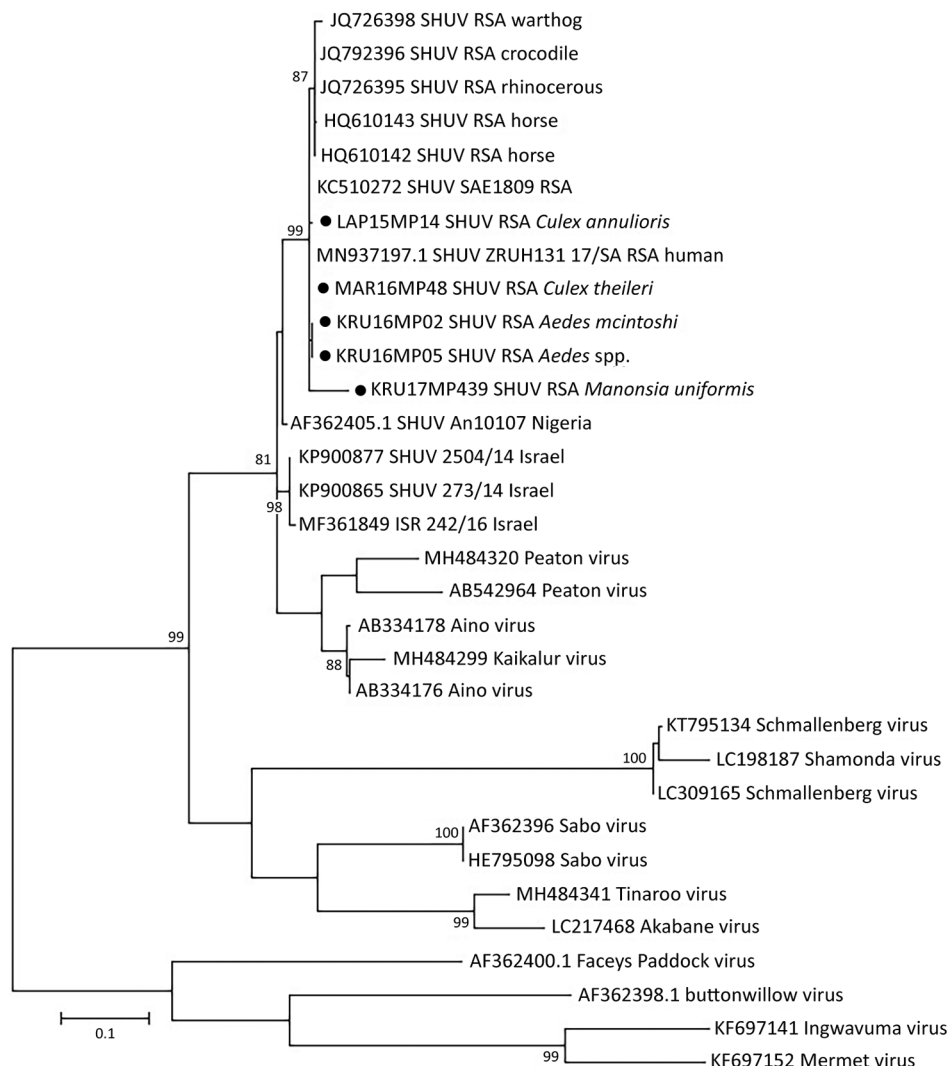 JQ726398 SHUV RSA warthog
JQ792396 SHUV RSA crocodile
87
JQ726395 SHUV RSA rhinocerous
HQ610143 SHUV RSA horse
HQ610142 SHUV RSA horse
KC510272 SHUV SAE1809 RSA
LAP15MP14 SHUV RSA Culex annulioris
99
MN937197.1 SHUV ZRUH131 17/SA RSA human
MAR16MP48 SHUV RSA Culex theileri
KRU16MP02 SHUV RSA Aedes mcintoshi
KRU16MP05 SHUV RSA Aedes spp.
KRU17MP439 SHUV RSA Manonsia uniformis
AF362405.1 SHUV An10107 Nigeria
81
KP900877 SHUV 2504/14 Israel
KP900865 SHUV 273/14 Israel
98
MF361849 ISR 242/16 Israel
MH484320 Peaton virus
AB542964 Peaton virus
AB334178 Aino virus
99
88
MH484299 Kaikalur virus
AB334176 Aino virus
KT795134 Schmallenberg virus
100
LC198187 Shamonda virus
LC309165 Schmallenberg virus
AF362396 Sabo virus
100
HE795098 Sabo virus
MH484341 Tinaroo virus
99
LC217468 Akabane virus
AF362400.1 Faceys Paddock virus
AF362398.1 buttonwillow virus
0.1
KF697141 Ingwavuma virus
99
KF697152 Mermet virus